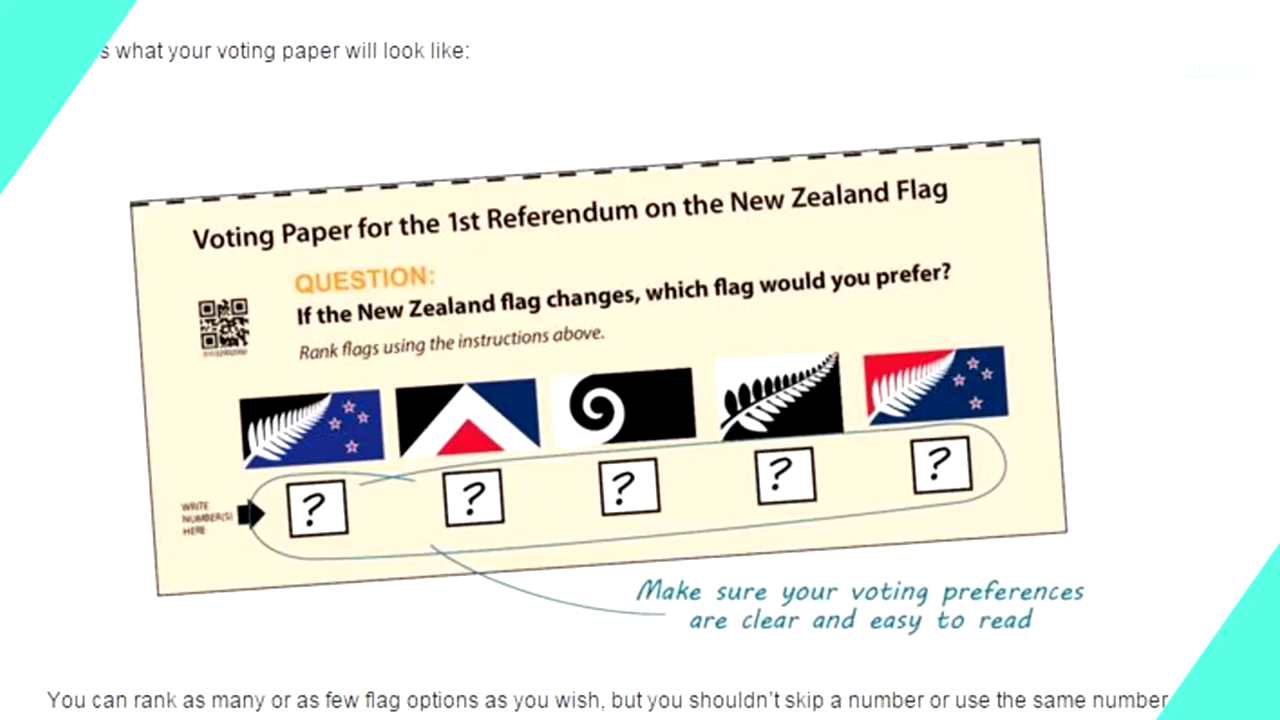 s what your voting paper will look like:
Voting Paper for the 1st Referendum on the New Zealand Flag
QUESTION:
If the New Zealand flag changes, which flag would you prefer?
Rank flags using the instructions above.
? ? ? ? ?
WRITE
NUMBER(S)
HERE
Make sure your voting preferences
are clear and easy to read
You can rank as many or as few flag options as you wish, but you shouldn't skip a number or use the same number